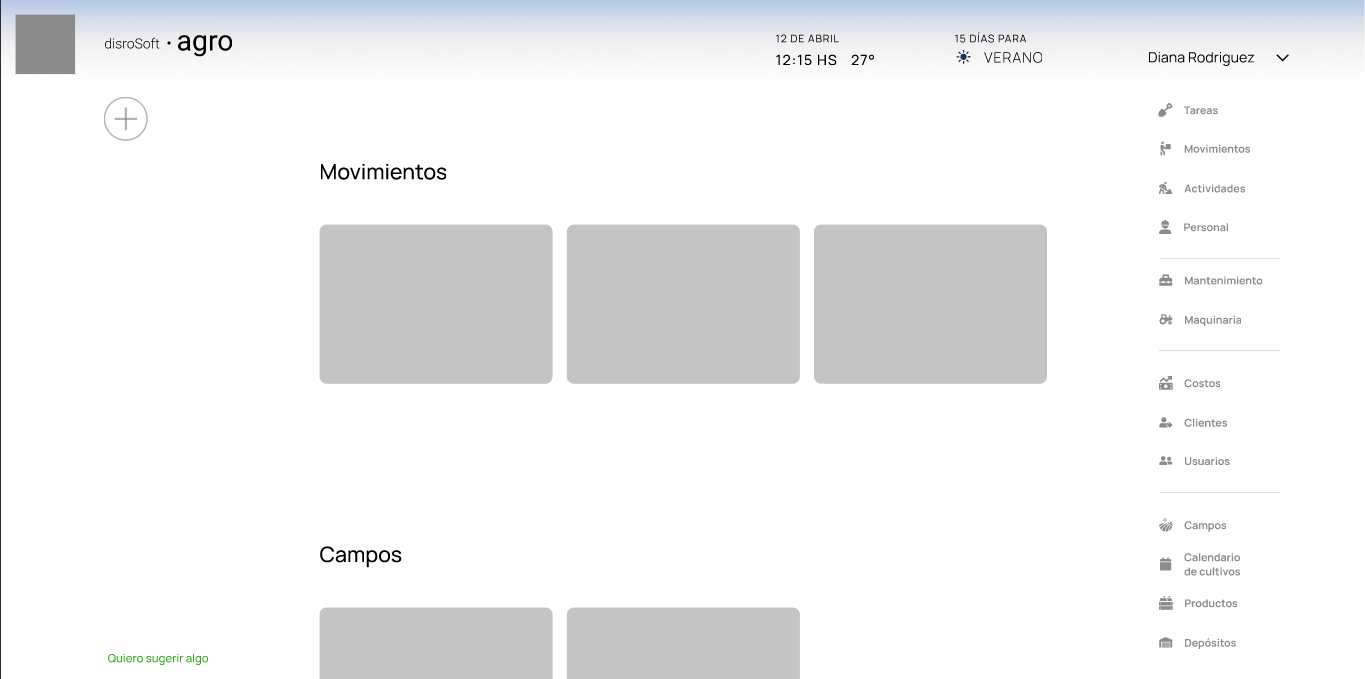 disroSoft · agro
12 DE ABRIL
12:15 HS 27°
15 DÍAS PARA
VERANO
Diana Rodriguez
Movimientos
Campos
Quiero sugerir algo
Tareas
Movimientos
Actividades
Personal
Mantenimiento
Maquinaria
Costos
Clientes
Usuarios
Campos
Calendario
de cultivos
Productos
Depósitos